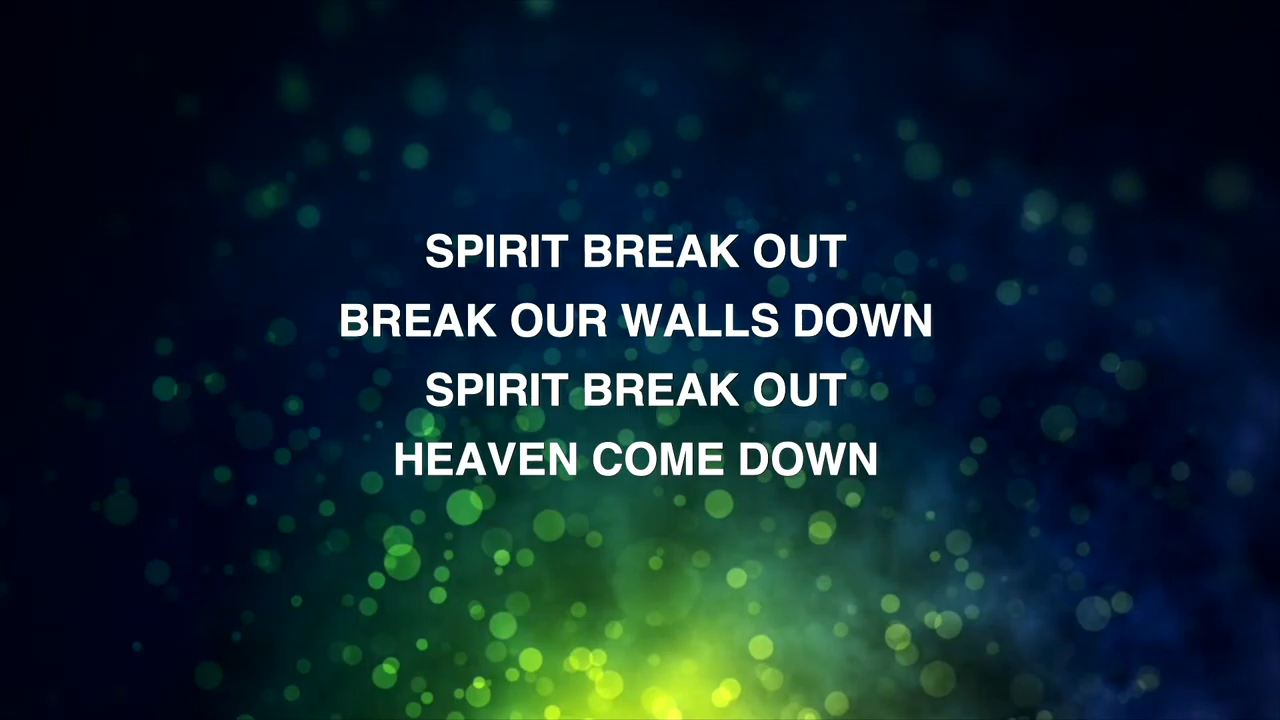 SPIRIT BREAK OUT
BREAK OUR WALLS DOWN
SPIRIT BREAK OUT
HEAVEN COME DOWN